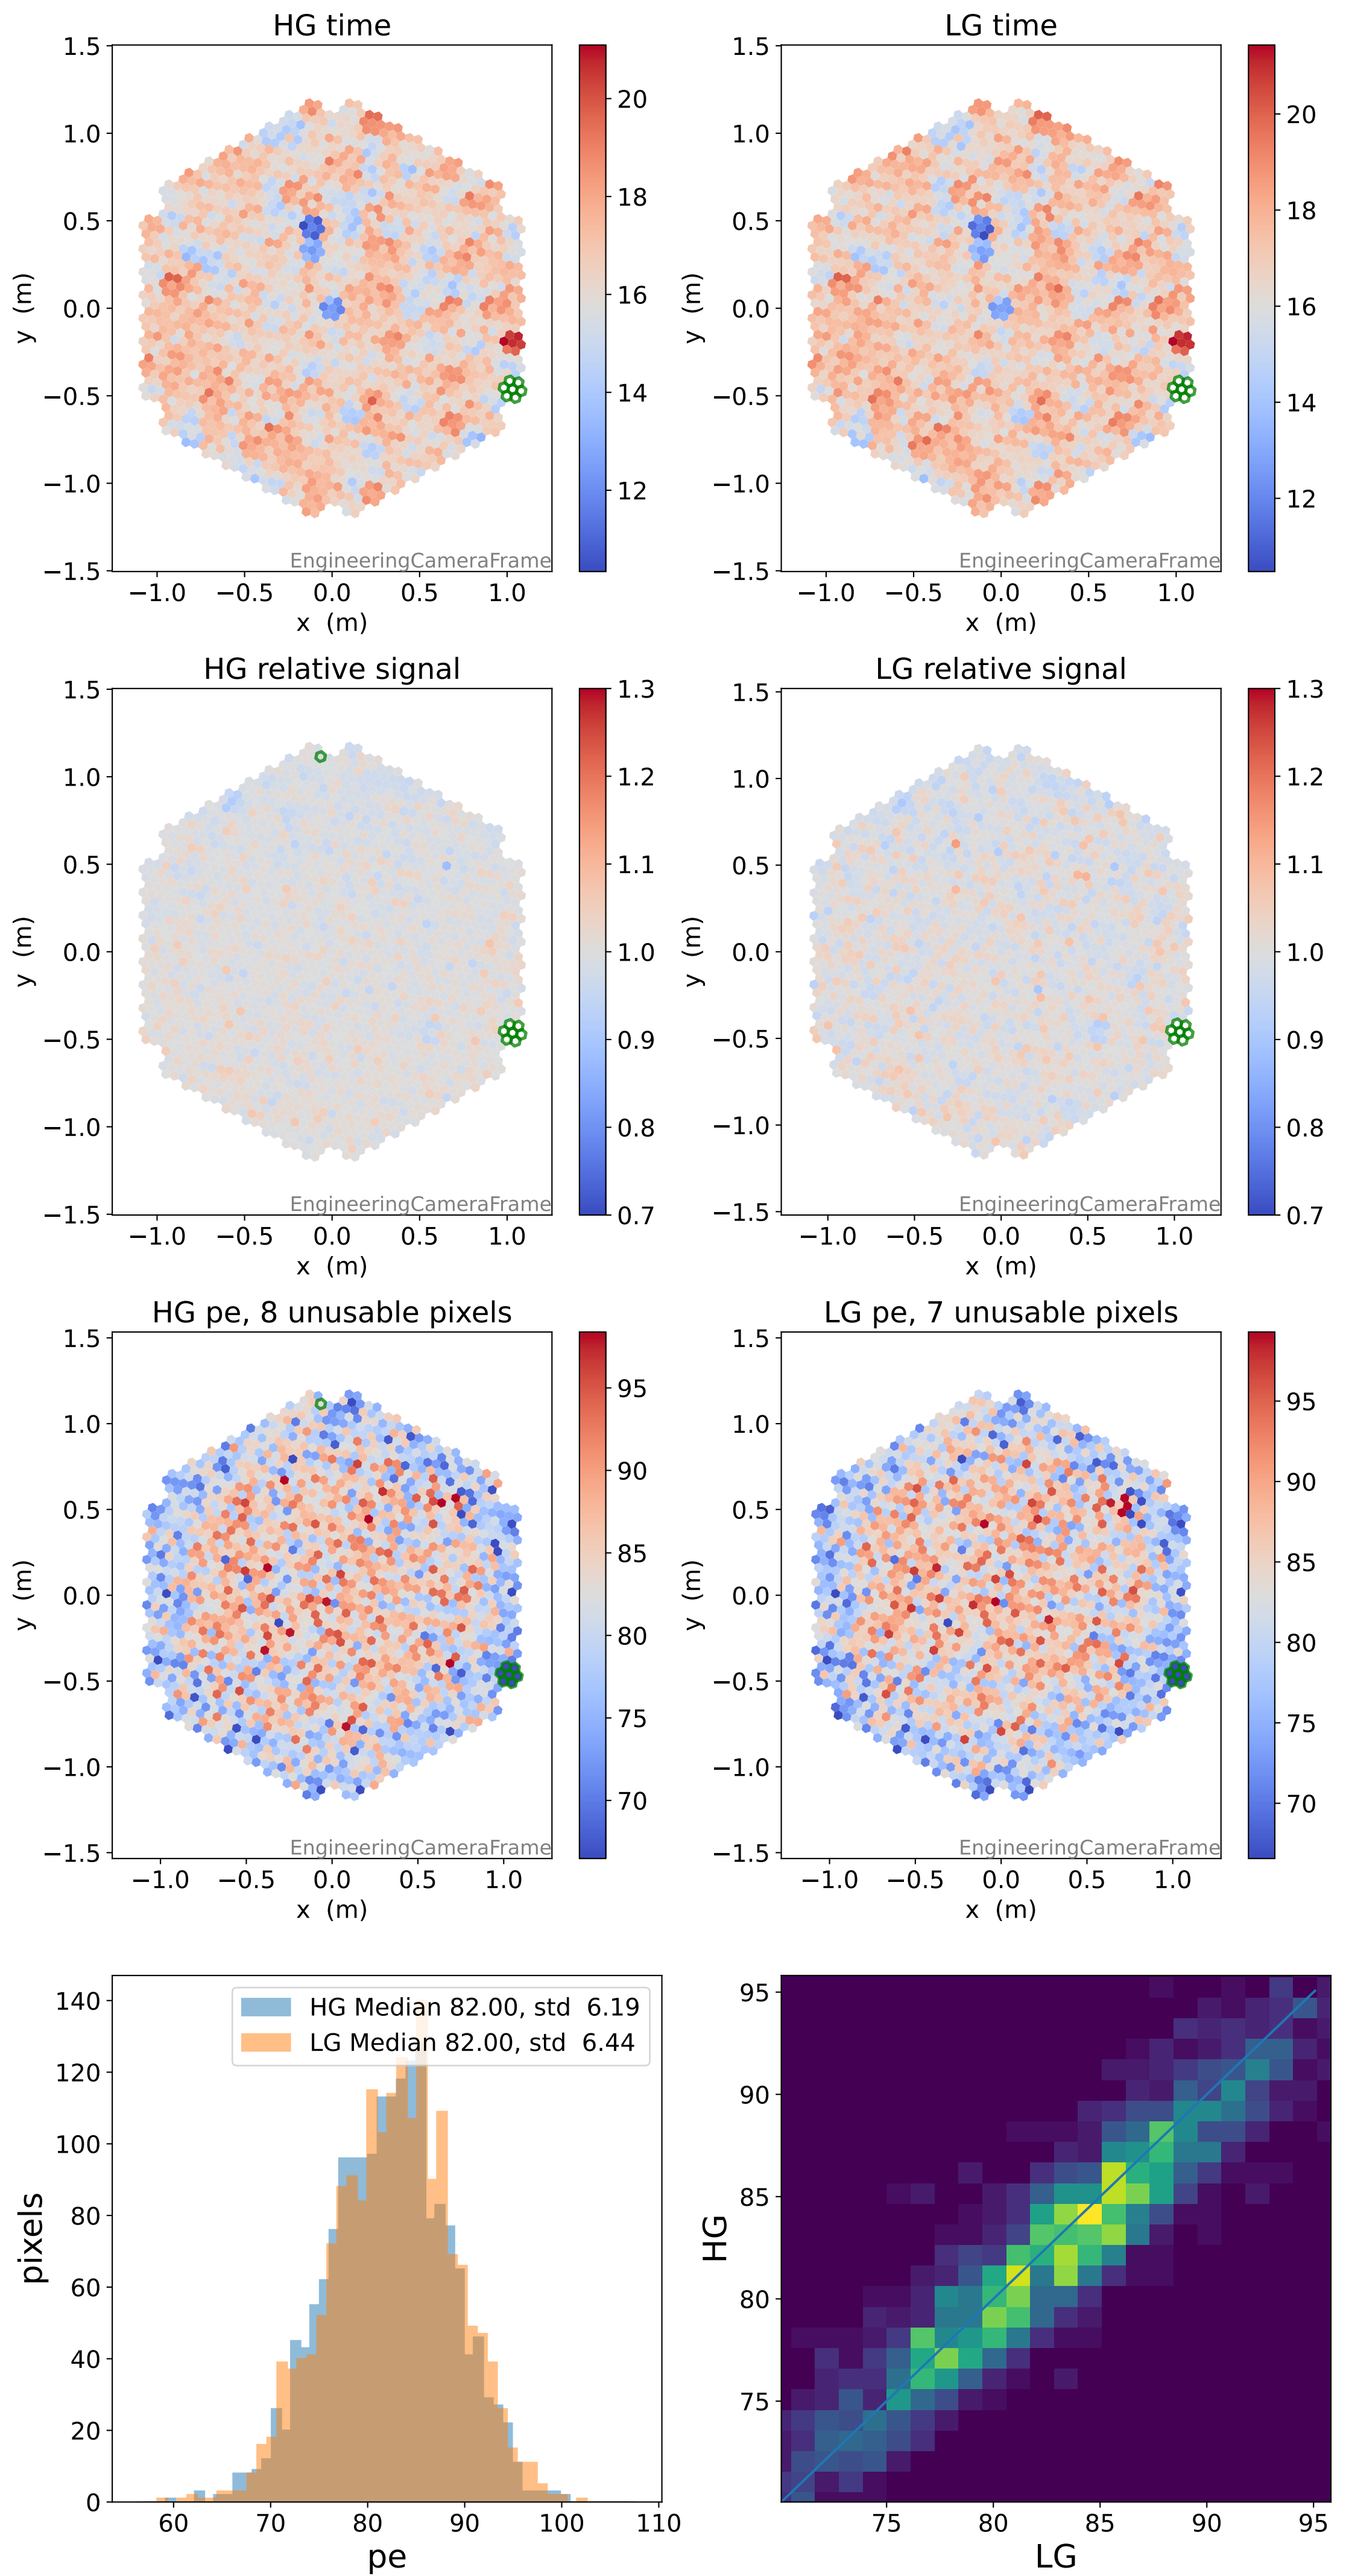 HG time
LG time
1.5
1.0
0.5
0.0
−0.5
−1.0
−1.5
y (m)
−1.0 −0.5 0.0 0.5 1.0
x (m)
EngineeringCameraFrame
20
18
16
14
12
1.5
1.0
0.5
0.0
−0.5
−1.0
−1.5
y (m)
−1.0 −0.5 0.0 0.5 1.0
x (m)
EngineeringCameraFrame
20
18
16
14
12
HG relative signal
LG relative signal
1.5
1.0
0.5
0.0
−0.5
−1.0
−1.5
y (m)
−1.0 −0.5 0.0 0.5 1.0
x (m)
EngineeringCameraFrame
1.3
1.2
1.1
1.0
0.9
0.8
0.7
1.5
1.0
0.5
0.0
−0.5
−1.0
−1.5
y (m)
−1.0 −0.5 0.0 0.5 1.0
x (m)
EngineeringCameraFrame
1.3
1.2
1.1
1.0
0.9
0.8
0.7
HG pe, 8 unusable pixels
LG pe, 7 unusable pixels
1.5
1.0
0.5
0.0
−0.5
−1.0
−1.5
y (m)
−1.0 −0.5 0.0 0.5 1.0
x (m)
EngineeringCameraFrame
95
90
85
80
75
70
1.5
1.0
0.5
0.0
−0.5
−1.0
−1.5
y (m)
−1.0 −0.5 0.0 0.5 1.0
x (m)
EngineeringCameraFrame
95
90
85
80
75
70
HG Median 82.00, std 6.19
LG Median 82.00, std 6.44
140
120
100
80
60
40
20
0
pixels
60 70 80 90 100 110
pe
95
90
85
80
75
HG
75 80 85 90 95
LG